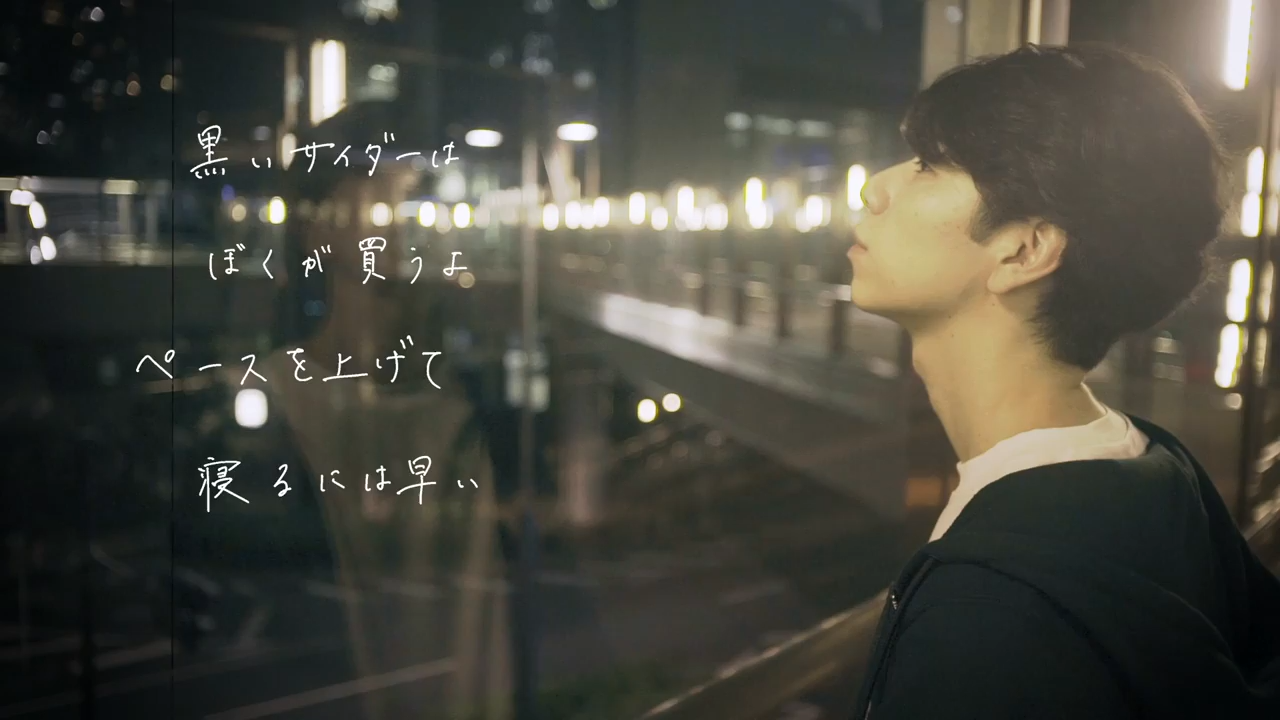 黒いサイダーは
ぼくが買うよ
ペースを上げて
寝るには早い